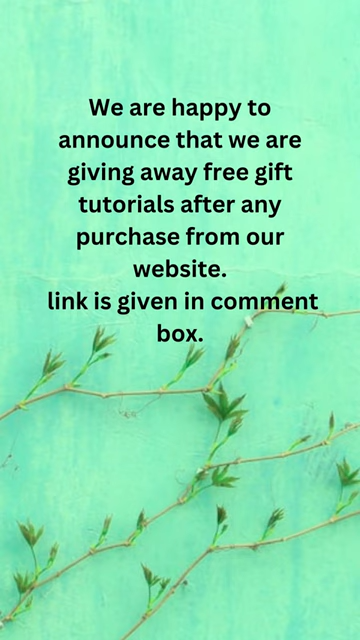 We are happy to
announce that we are
giving away free gift
tutorials after any
purchase from our
website.
link is given in comment
box.